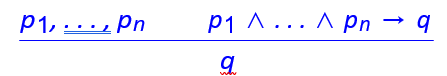 p1, ..., pn p1 ∧ ... ∧ pn → q
q